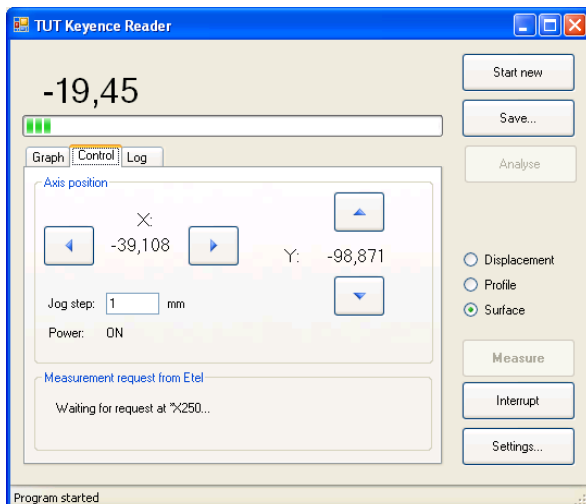 TUT Keyence Reader
-19,45
Start new
Save...
Analyse
Graph Control Log
Axis position
X:
-39,108
Y: -98,871
Jog step: 1 mm
Power: ON
Displacement
Profile
Surface
Measurement request from Etel
Waiting for request at *X250...
Measure
Interrupt
Settings...
Program started